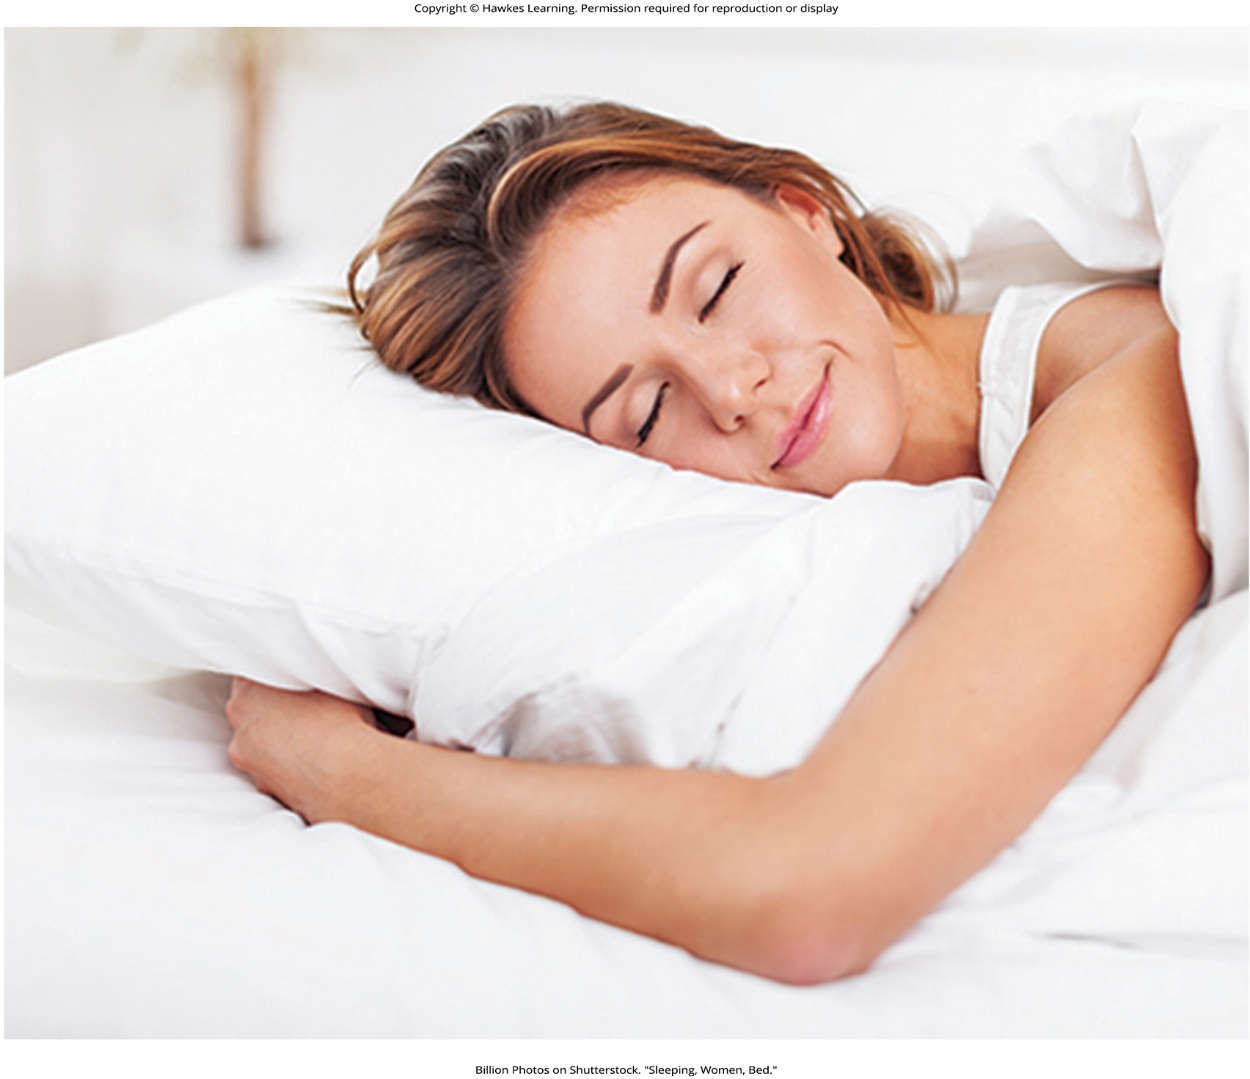 Copyright © Hawkes Learning. Permission required for reproduction or display
Billion Photos on Shutterstock. "Sleeping, Women, Bed."